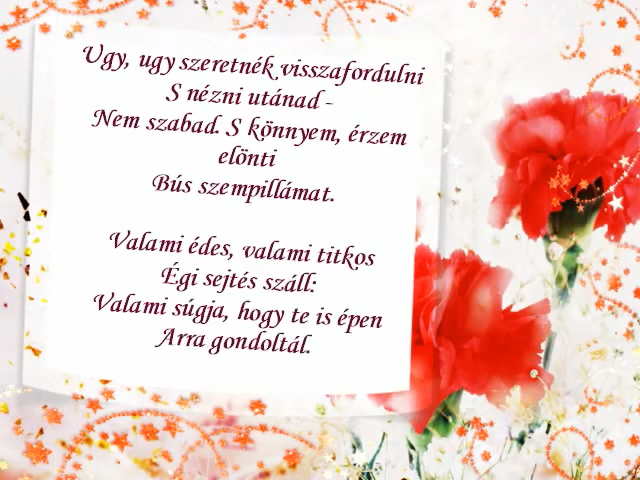 Ugy, ugy szeretnék visszafordulni
S nézni utánad -
Nem szabad. S könnyem, érzem
elönti
Bús szempillámat.
Valami édes, valami titkos
Égi sejtés száll:
Valami súgja, hogy te is épen
Arra gondoltál.